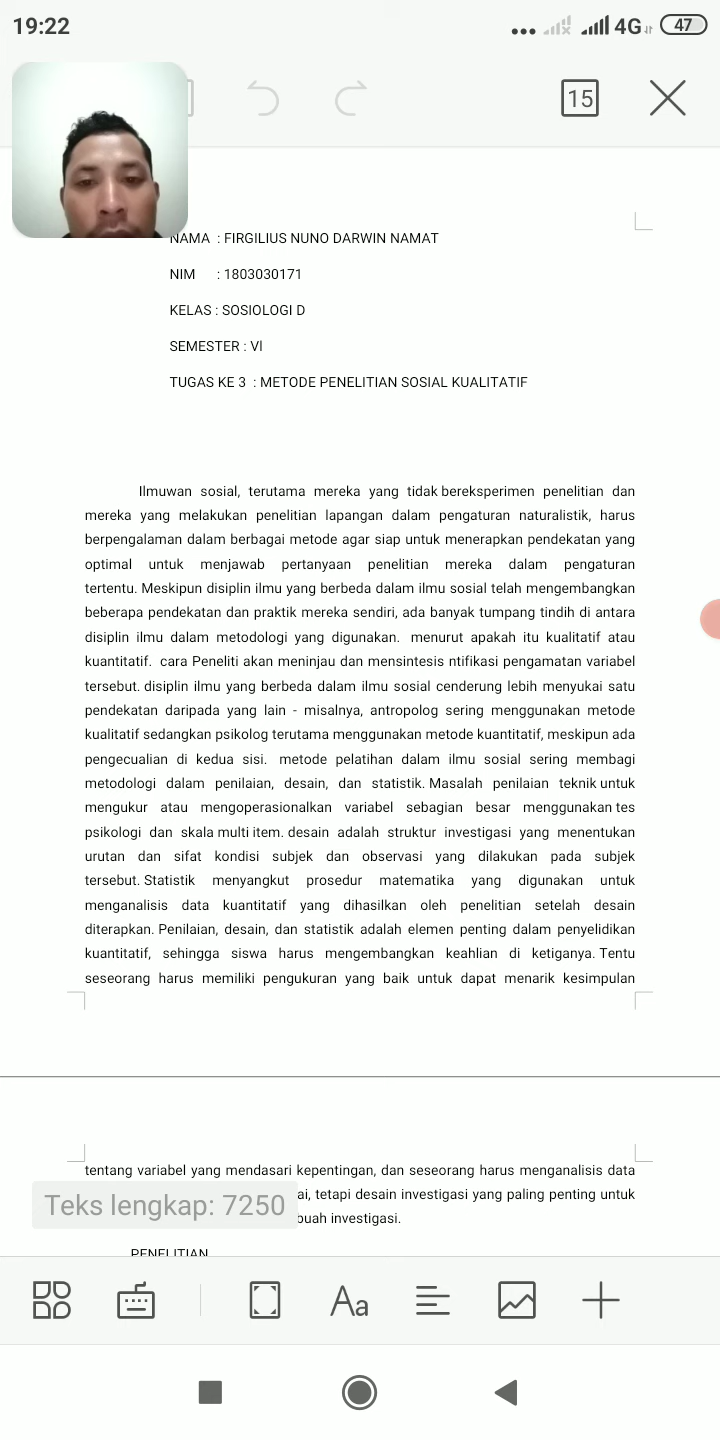 19:22
4G
47
15
NAMA : FIRGILIUS NUNO DARWIN NAMAT
NIM : 1803030171
KELAS : SOSIOLOGI D
SEMESTER : Vl
TUGAS KE 3 : METODE PENELITIAN SOSIAL KUALITATIF
Ilmuwan sosial, terutama mereka yang tidak bereksperimen penelitian dan
mereka yang melakukan penelitian lapangan dalam pengaturan naturalistik, harus
berpengalaman dalam berbagai metode agar siap untuk menerapkan pendekatan yang
optimal untuk menjawab pertanyaan penelitian mereka dalam pengaturan
tertentu. Meskipun disiplin ilmu yang berbeda dalam ilmu sosial telah mengembangkan
beberapa pendekatan dan praktik mereka sendiri, ada banyak tumpang tindih di antara
disiplin ilmu dalam metodologi yang digunakan. menurut apakah itu kualitatif atau
kuantitatif. cara Peneliti akan meninjau dan mensintesis ntifikasi pengamatan variabel
tersebut. disiplin ilmu yang berbeda dalam ilmu sosial cenderung lebih menyukai satu
pendekatan daripada yang lain - misalnya, antropolog sering menggunakan metode
kualitatif sedangkan psikolog terutama menggunakan metode kuantitatif, meskipun ada
pengecualian di kedua sisi. metode pelatihan dalam ilmu sosial sering membagi
metodologi dalam penilaian, desain, dan statistik. Masalah penilaian teknik untuk
mengukur atau mengoperasionalkan variabel sebagian besar menggunakan tes
psikologi dan skala multi item. desain adalah struktur investigasi yang menentukan
urutan dan sifat kondisi subjek dan observasi yang dilakukan pada subjek
tersebut. Statistik menyangkut prosedur matematika yang digunakan untuk
menganalisis data kuantitatif yang dihasilkan oleh penelitian setelah desain
diterapkan. Penilaian, desain, dan statistik adalah elemen penting dalam penyelidikan
kuantitatif, sehingga siswa harus mengembangkan keahlian di ketiganya. Tentu
seseorang harus memiliki pengukuran yang baik untuk dapat menarik kesimpulan
tentang variabel yang mendasari kepentingan, dan seseorang harus menganalisis data
ai, tetapi desain investigasi yang paling penting untuk
Teks lengkap: 7250
buah investigasi.
PENELITIAN
Aa